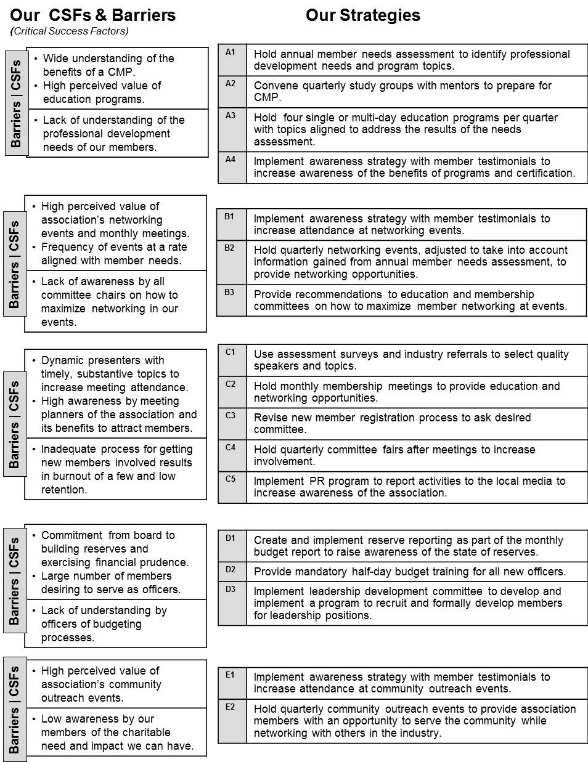 Our CSFs & Barriers
(Critical Success Factors)
Our Strategies
Barriers | CSFs
• Wide understanding of the
benefits of a CMP.
• High perceived value of
education programs.
• Lack of understanding of the
professional development
needs of our members.
A1 Hold annual member needs assessment to identify professional
development needs and program topics.
A2 Convene quarterly study groups with mentors to prepare for
CMP.
A3 Hold four single or multi-day education programs per quarter
with topics aligned to address the results of the needs
assessment.
A4 Implement awareness strategy with member testimonials to
increase awareness of the benefits of programs and certification.
Barriers | CSFs
• High perceived value of
association's networking
events and monthly meetings.
• Frequency of events at a rate
aligned with member needs.
• Lack of awareness by all
committee chairs on how to
maximize networking in our
events.
B1 Implement awareness strategy with member testimonials to
increase attendance at networking events.
B2 Hold quarterly networking events, adjusted to take into account
information gained from annual member needs assessment, to
provide networking opportunities.
B3 Provide recommendations to education and membership
committees on how to maximize member networking at events.
Barriers | CSFs
• Dynamic presenters with
timely, substantive topics to
increase meeting attendance.
• High awareness by meeting
planners of the association and
its benefits to attract members.
• Inadequate process for getting
new members involved results
in burnout of a few and low
retention.
C1 Use assessment surveys and industry referrals to select quality
speakers and topics.
C2 Hold monthly membership meetings to provide education and
networking opportunities.
C3 Revise new member registration process to ask desired
committee.
C4 Hold quarterly committee fairs after meetings to increase
involvement.
C5 Implement PR program to report activities to the local media to
increase awareness of the association.
Barriers | CSFs
• Commitment from board to
building reserves and
exercising financial prudence.
• Large number of members
desiring to serve as officers.
• Lack of understanding by
officers of budgeting
processes.
D1 Create and implement reserve reporting as part of the monthly
budget report to raise awareness of the state of reserves.
D2 Provide mandatory half-day budget training for all new officers.
D3 Implement leadership development committee to develop and
implement a program to recruit and formally develop members
for leadership positions.
Barriers | CSFs
• High perceived value of
association's community
outreach events.
• Low awareness by our
members of the charitable
need and impact we can have.
E1 Implement awareness strategy with member testimonials to
increase attendance at community outreach events.
E2 Hold quarterly community outreach events to provide association
members with an opportunity to serve the community while
networking with others in the industry.